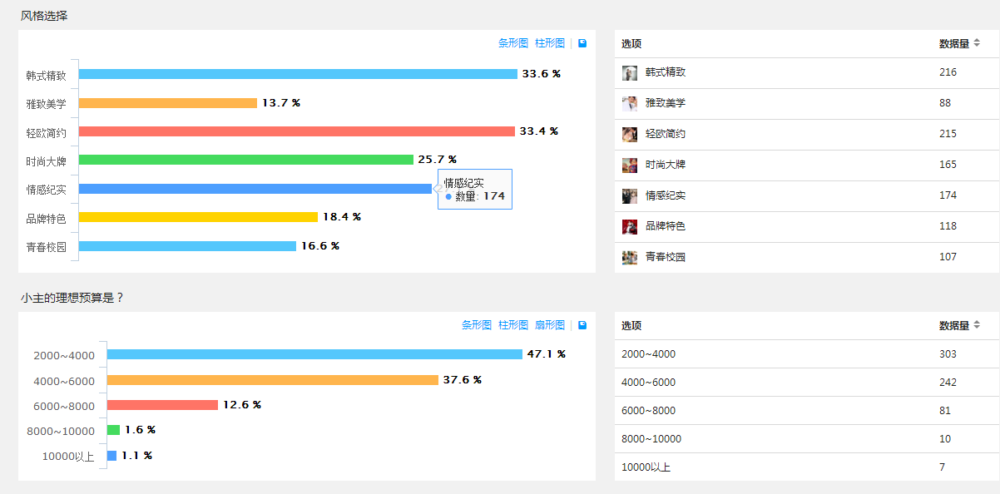 风格选择
条形图 柱形图
韩式精致 33.6 %
雅致美学 13.7 %
轻欧简约 33.4 %
时尚大牌 25.7 %
情感纪实
情感纪实
数量: 174
品牌特色 18.4 %
青春校园 16.6 %
选项 数据量
韩式精致 216
雅致美学 88
轻欧简约 215
时尚大牌 165
情感纪实 174
品牌特色 118
青春校园 107
小主的理想预算是？
条形图 柱形图 扇形图
2000~4000 47.1 %
4000~6000 37.6 %
6000~8000 12.6 %
8000~10000 1.6 %
10000以上 1.1 %
选项 数据量
2000~4000 303
4000~6000 242
6000~8000 81
8000~10000 10
10000以上 7